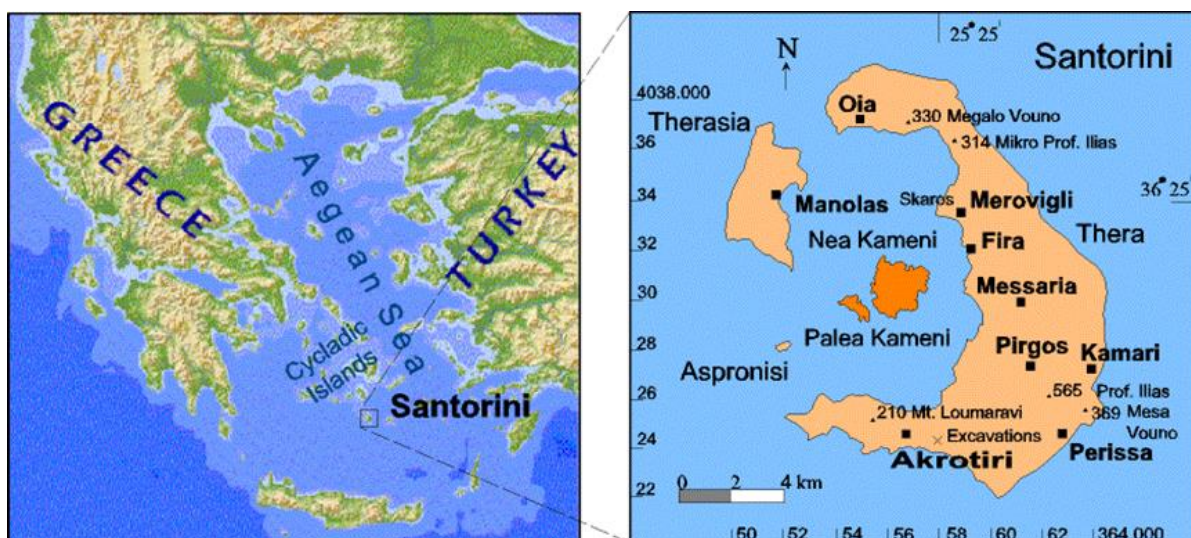 GREECE
Aegean Sea
TURKEY
Cycladic
Islands
Santorini
25° 25'
Santorini
N
4038.000
Oia
330 Megalo Vouno
Therasia
36
314 Mikro Prof. Ilias
36° 25'
34
Manolas
Skaros
Merovigli
Nea Kameni
Fira
Thera
32
Messaria
30
Palea Kameni
Pirgos
Kamari
28
Aspronisi
565 Prof. Ilias
26
210 Mt. Loumaravi
369 Mesa
Vouno
24
Excavations
Akrotiri
Perissa
0 2 4 km
22
50 52 54 56 58 60 62 364.000